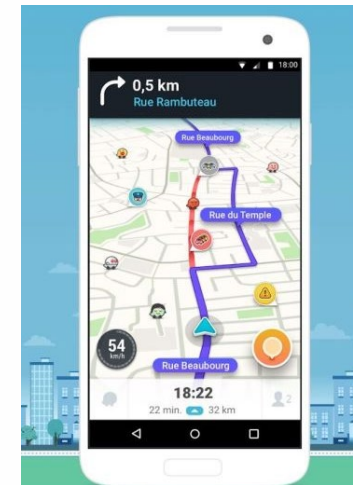 18:00
0,5 km
Rue Rambuteau
Rue Beaubourg
Rue du Temple
54
km/h
Rue Beaubourg
18:22
22 min. 32 km
2